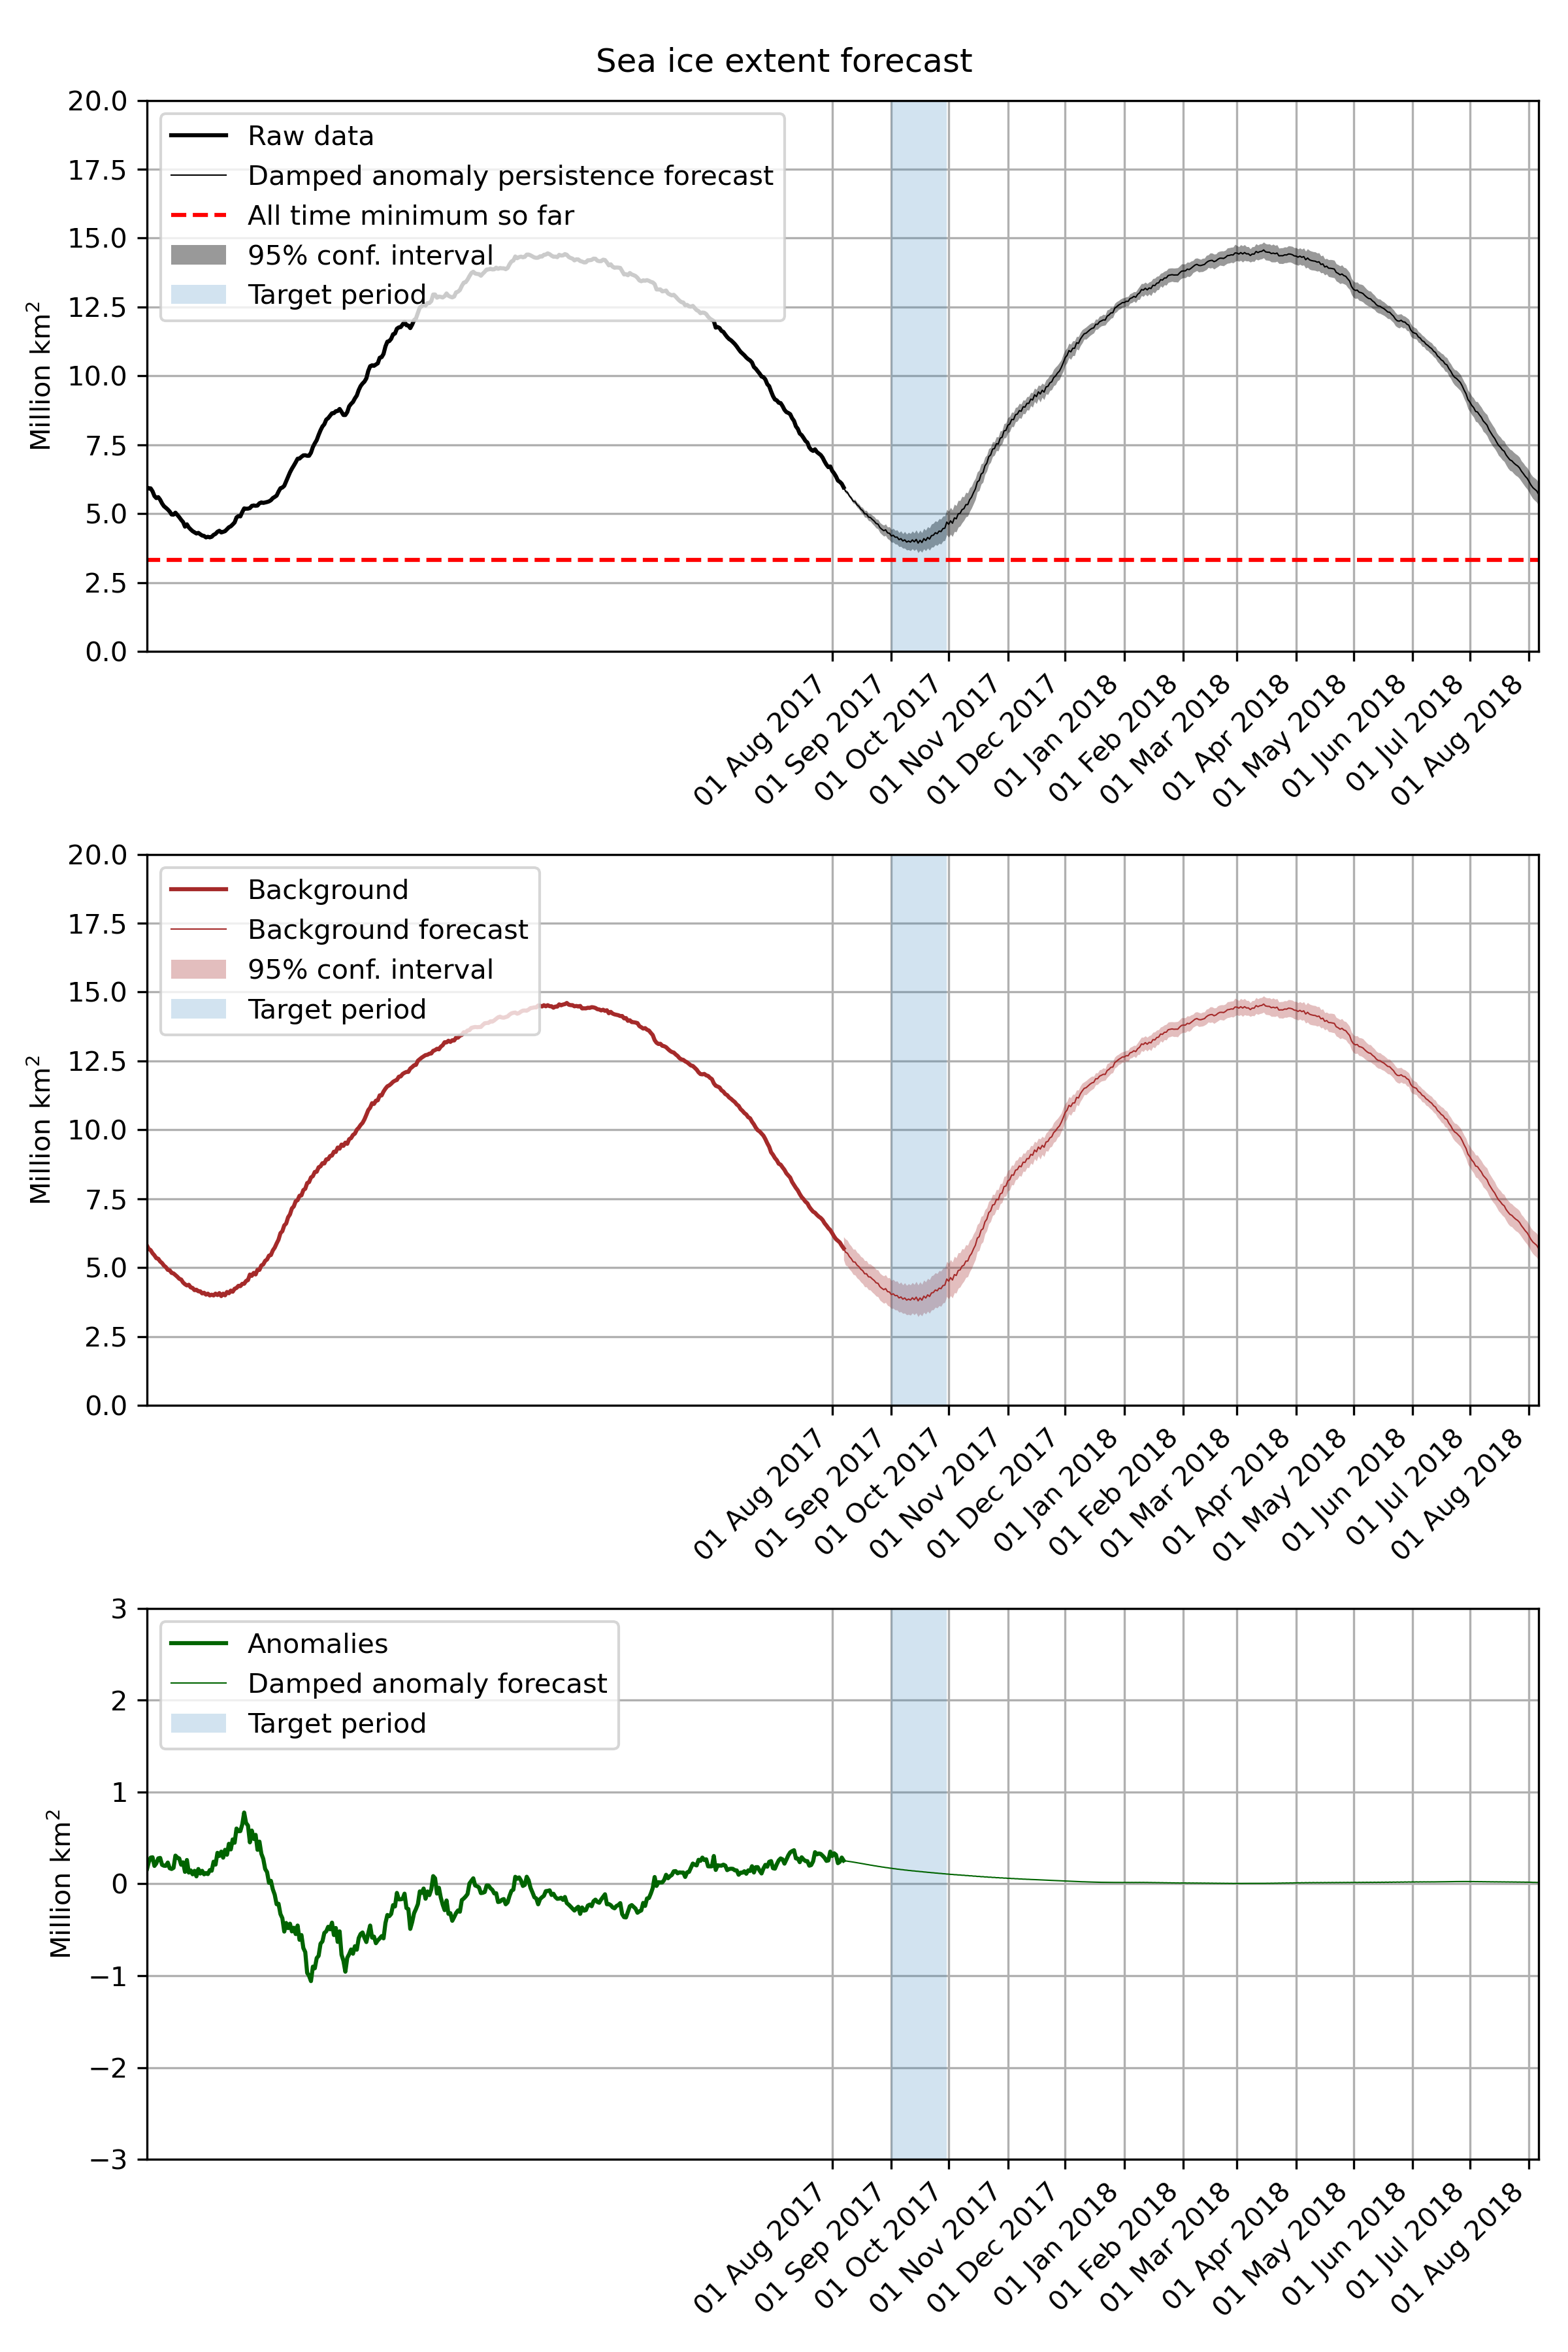 Sea ice extent forecast
20.0
17.5
15.0
12.5
10.0
7.5
5.0
2.5
0.0
Million km²
Raw data
Damped anomaly persistence forecast
All time minimum so far
95% conf. interval
Target period
01 Aug 2017
01 Sep 2017
01 Oct 2017
01 Nov 2017
01 Dec 2017
01 Jan 2018
01 Feb 2018
01 Mar 2018
01 Apr 2018
01 May 2018
01 Jun 2018
01 Jul 2018
01 Aug 2018
20.0
17.5
15.0
12.5
10.0
7.5
5.0
2.5
0.0
Million km²
Background
Background forecast
95% conf. interval
Target period
01 Aug 2017
01 Sep 2017
01 Oct 2017
01 Nov 2017
01 Dec 2017
01 Jan 2018
01 Feb 2018
01 Mar 2018
01 Apr 2018
01 May 2018
01 Jun 2018
01 Jul 2018
01 Aug 2018
3
2
1
0
−1
−2
−3
Million km²
Anomalies
Damped anomaly forecast
Target period
01 Aug 2017
01 Sep 2017
01 Oct 2017
01 Nov 2017
01 Dec 2017
01 Jan 2018
01 Feb 2018
01 Mar 2018
01 Apr 2018
01 May 2018
01 Jun 2018
01 Jul 2018
01 Aug 2018